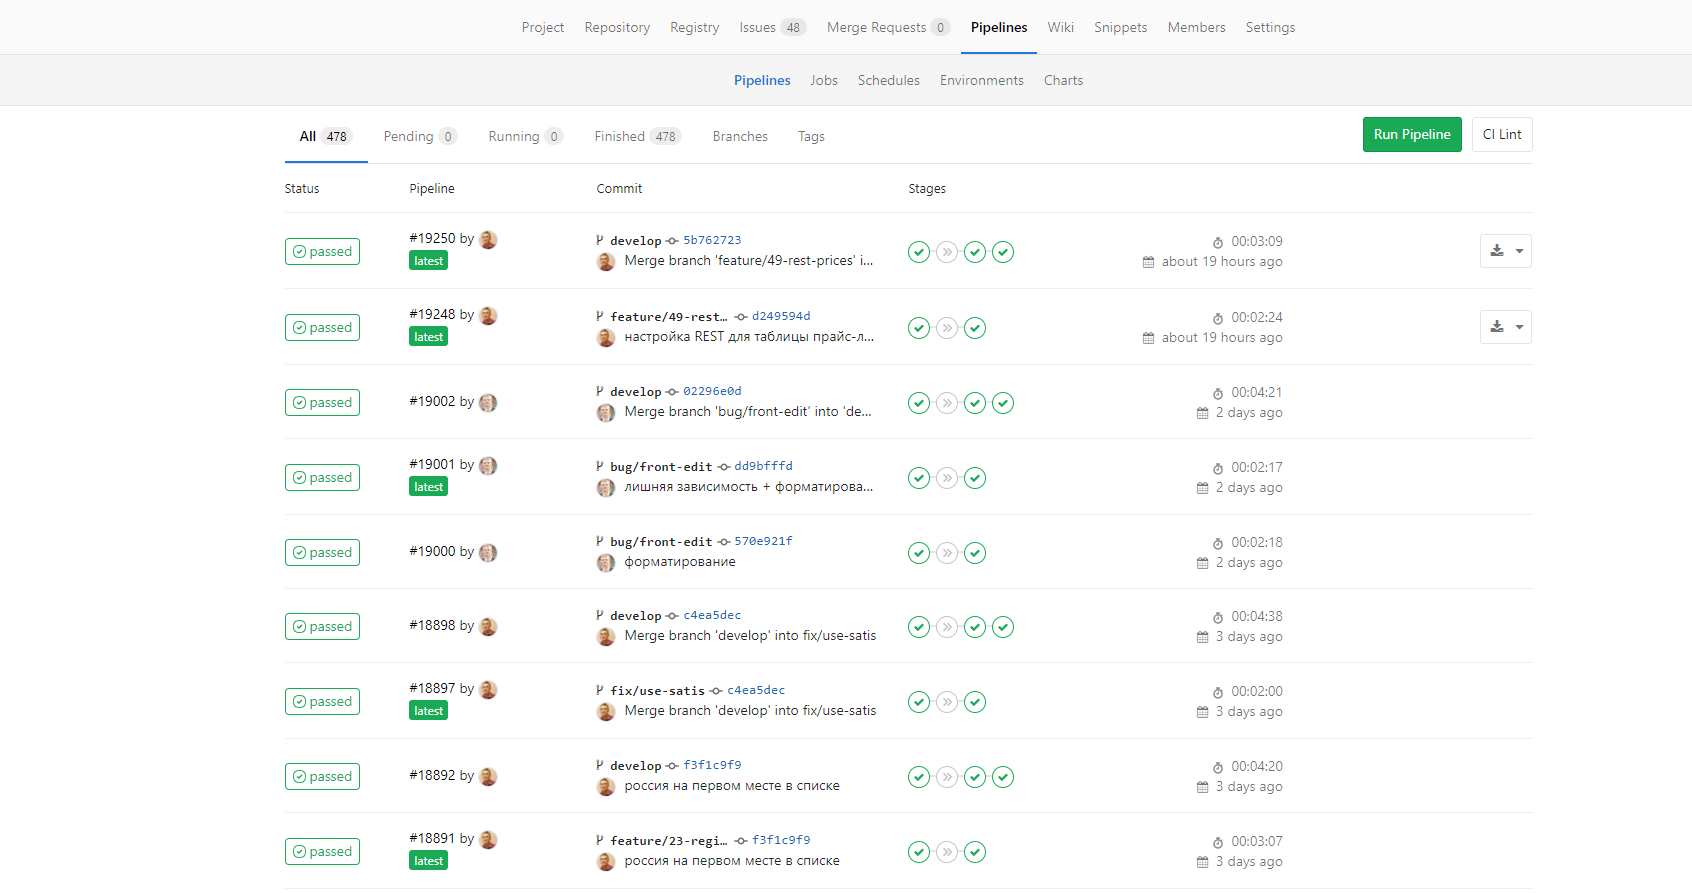 Project Repository Registry Issues 48 Merge Requests 0 Pipelines Wiki Snippets Members Settings
Pipelines Jobs Schedules Environments Charts
All 478 Pending 0 Running 0 Finished 478 Branches Tags Run Pipeline CI Lint
Status Pipeline Commit Stages
passed #19250 by latest develop 5b762723 00:03:09
Merge branch 'feature/49-rest-prices' i... about 19 hours ago
passed #19248 by latest feature/49-rest… d249594d 00:02:24
настройка REST для таблицы прайс-л... about 19 hours ago
passed #19002 by develop 02296e0d 00:04:21
Merge branch 'bug/front-edit' into 'de... 2 days ago
passed #19001 by latest bug/front-edit dd9bfffd 00:02:17
лишняя зависимость + форматирова... 2 days ago
passed #19000 by bug/front-edit 570e921f 00:02:18
форматирование 2 days ago
passed #18898 by develop c4ea5dec 00:04:38
Merge branch 'develop' into fix/use-satis 3 days ago
passed #18897 by latest fix/use-satis c4ea5dec 00:02:00
Merge branch 'develop' into fix/use-satis 3 days ago
passed #18892 by develop f3f1c9f9 00:04:20
россия на первом месте в списке 3 days ago
passed #18891 by latest feature/23-regi… f3f1c9f9 00:03:07
россия на первом месте в списке 3 days ago